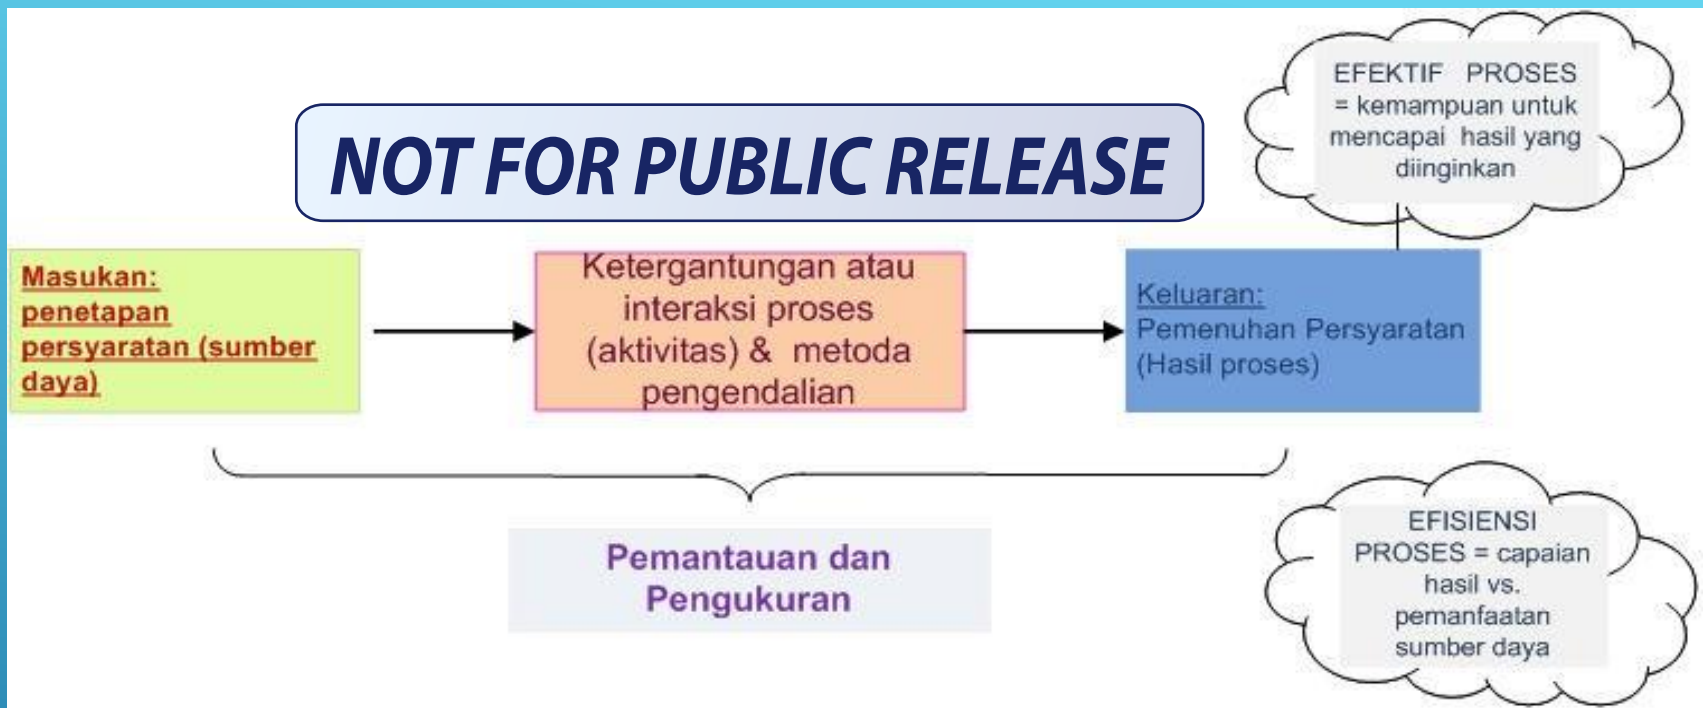 NOT FOR PUBLIC RELEASE
EFEKTIF PROSES
= kemampuan untuk
mencapai hasil yang
diinginkan
Masukan:
penetapan
persyaratan (sumber
daya)
Ketergantungan atau
interaksi proses
(aktivitas) & metoda
pengendalian
Keluaran:
Pemenuhan Persyaratan
(Hasil proses)
Pemantauan dan
Pengukuran
EFISIENSI
PROSES = capaian
hasil vs.
pemanfaatan
sumber daya